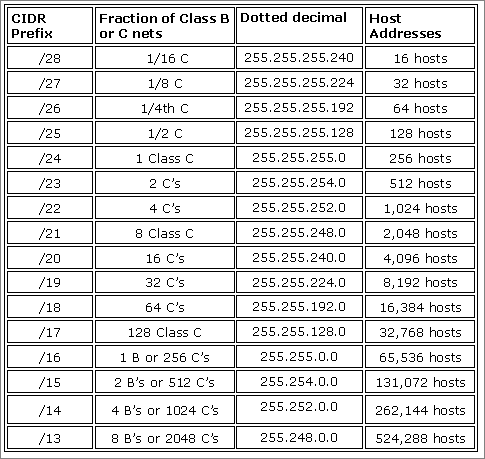 CIDR Prefix Fraction of Class B or C nets Dotted decimal Host Addresses
/28 1/16 C 255.255.255.240 16 hosts
/27 1/8 C 255.255.255.224 32 hosts
/26 1/4th C 255.255.255.192 64 hosts
/25 1/2 C 255.255.255.128 128 hosts
/24 1 Class C 255.255.255.0 256 hosts
/23 2 C's 255.255.254.0 512 hosts
/22 4 C's 255.255.252.0 1,024 hosts
/21 8 Class C 255.255.248.0 2,048 hosts
/20 16 C's 255.255.240.0 4,096 hosts
/19 32 C's 255.255.224.0 8,192 hosts
/18 64 C's 255.255.192.0 16,384 hosts
/17 128 Class C 255.255.128.0 32,768 hosts
/16 1 B or 256 C's 255.255.0.0 65,536 hosts
/15 2 B's or 512 C's 255.254.0.0 131,072 hosts
/14 4 B's or 1024 C's 255.252.0.0 262,144 hosts
/13 8 B's or 2048 C's 255.248.0.0 524,288 hosts